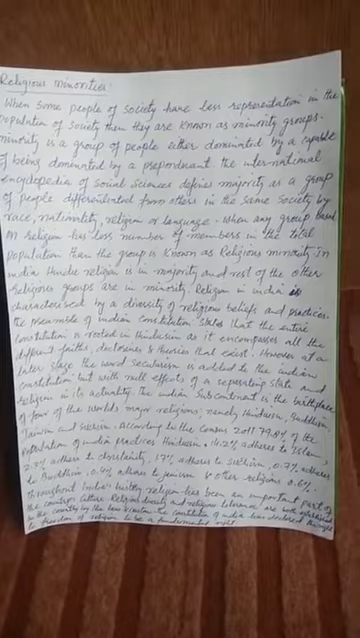 Religious minorities:
When some people of society have less representation in the
population of society then they are known as minority groups.
minority is a group of people either dominated by a capable
of being dominated by a preponderant. the international
Encyclopedia of Social Sciences defines majority as a group
of people differentiated from others in the same society by
race, nationality, religion or language. When any group based
on religion has less number of members in the total
population than the group is known as Religious minority. In
india Hindu religion is in majority and rest of the other
religious groups are in minority. Religion in india is
characterised by a diversity of religious beliefs and practices.
the preamble of indian constitution states that the entire
Constitution is rooted in Hinduism as it encompasses all the
different faiths, doctrines & theories that exist. However at a
later stage the word secularism is added to the indian
constitution but with null effects of a seperating state and
religion in its actuality. the indian Subcontinent is the birthplace
of four of the worlds major religions; namely Hinduism, Buddhism,
Jainism and Sikhism. According to the Census 2011 79.8% of the
population of india practices Hinduism. 14.2% adheres to Islam,
2.3% adhere to christianity, 1.7% adheres to Sikhism, 0.7% adheres
to Buddhism, 0.4% adheres to jainism & other religions 0.6%.
Throughout India's history religion has been an important part of
the country's culture Religious diversity and religious tolerance are both established
in the country by the law & custom the constitution of india has declared the right
to freedom of religion to be a fundamental right